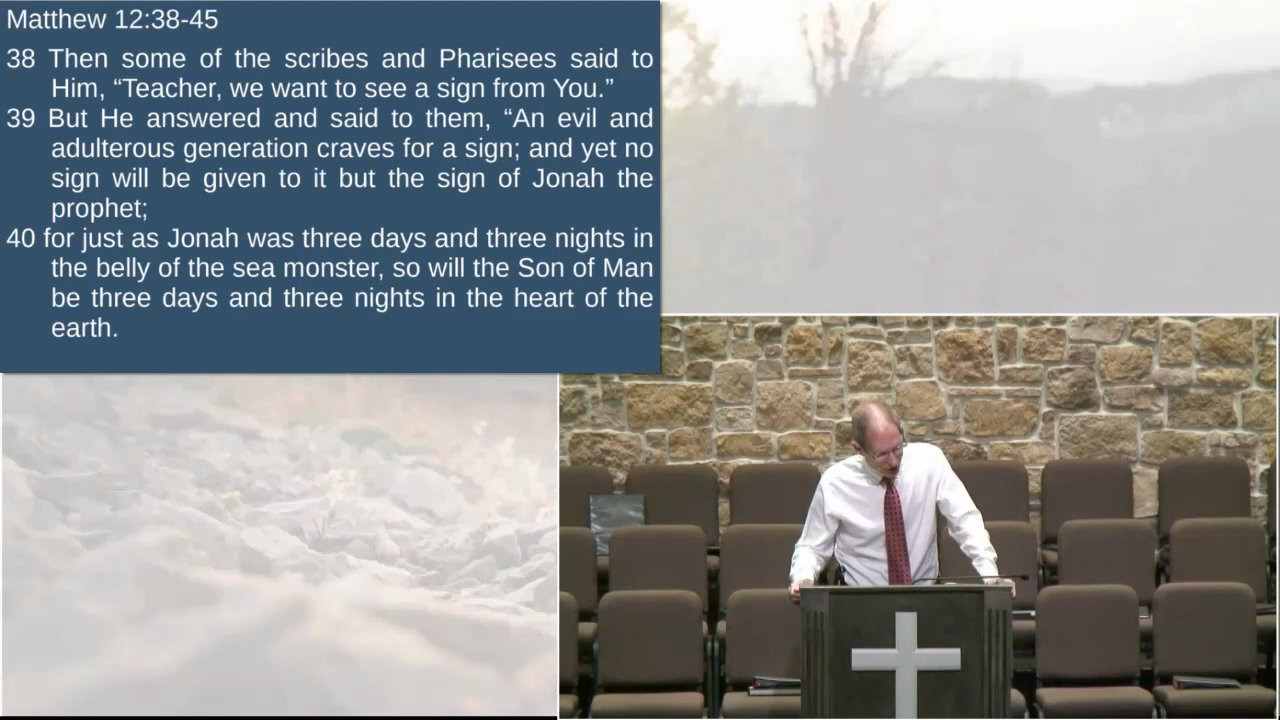 Matthew 12:38-45
38 Then some of the scribes and Pharisees said to
Him, “Teacher, we want to see a sign from You.”
39 But He answered and said to them, “An evil and
adulterous generation craves for a sign; and yet no
sign will be given to it but the sign of Jonah the
prophet;
40 for just as Jonah was three days and three nights in
the belly of the sea monster, so will the Son of Man
be three days and three nights in the heart of the
earth.